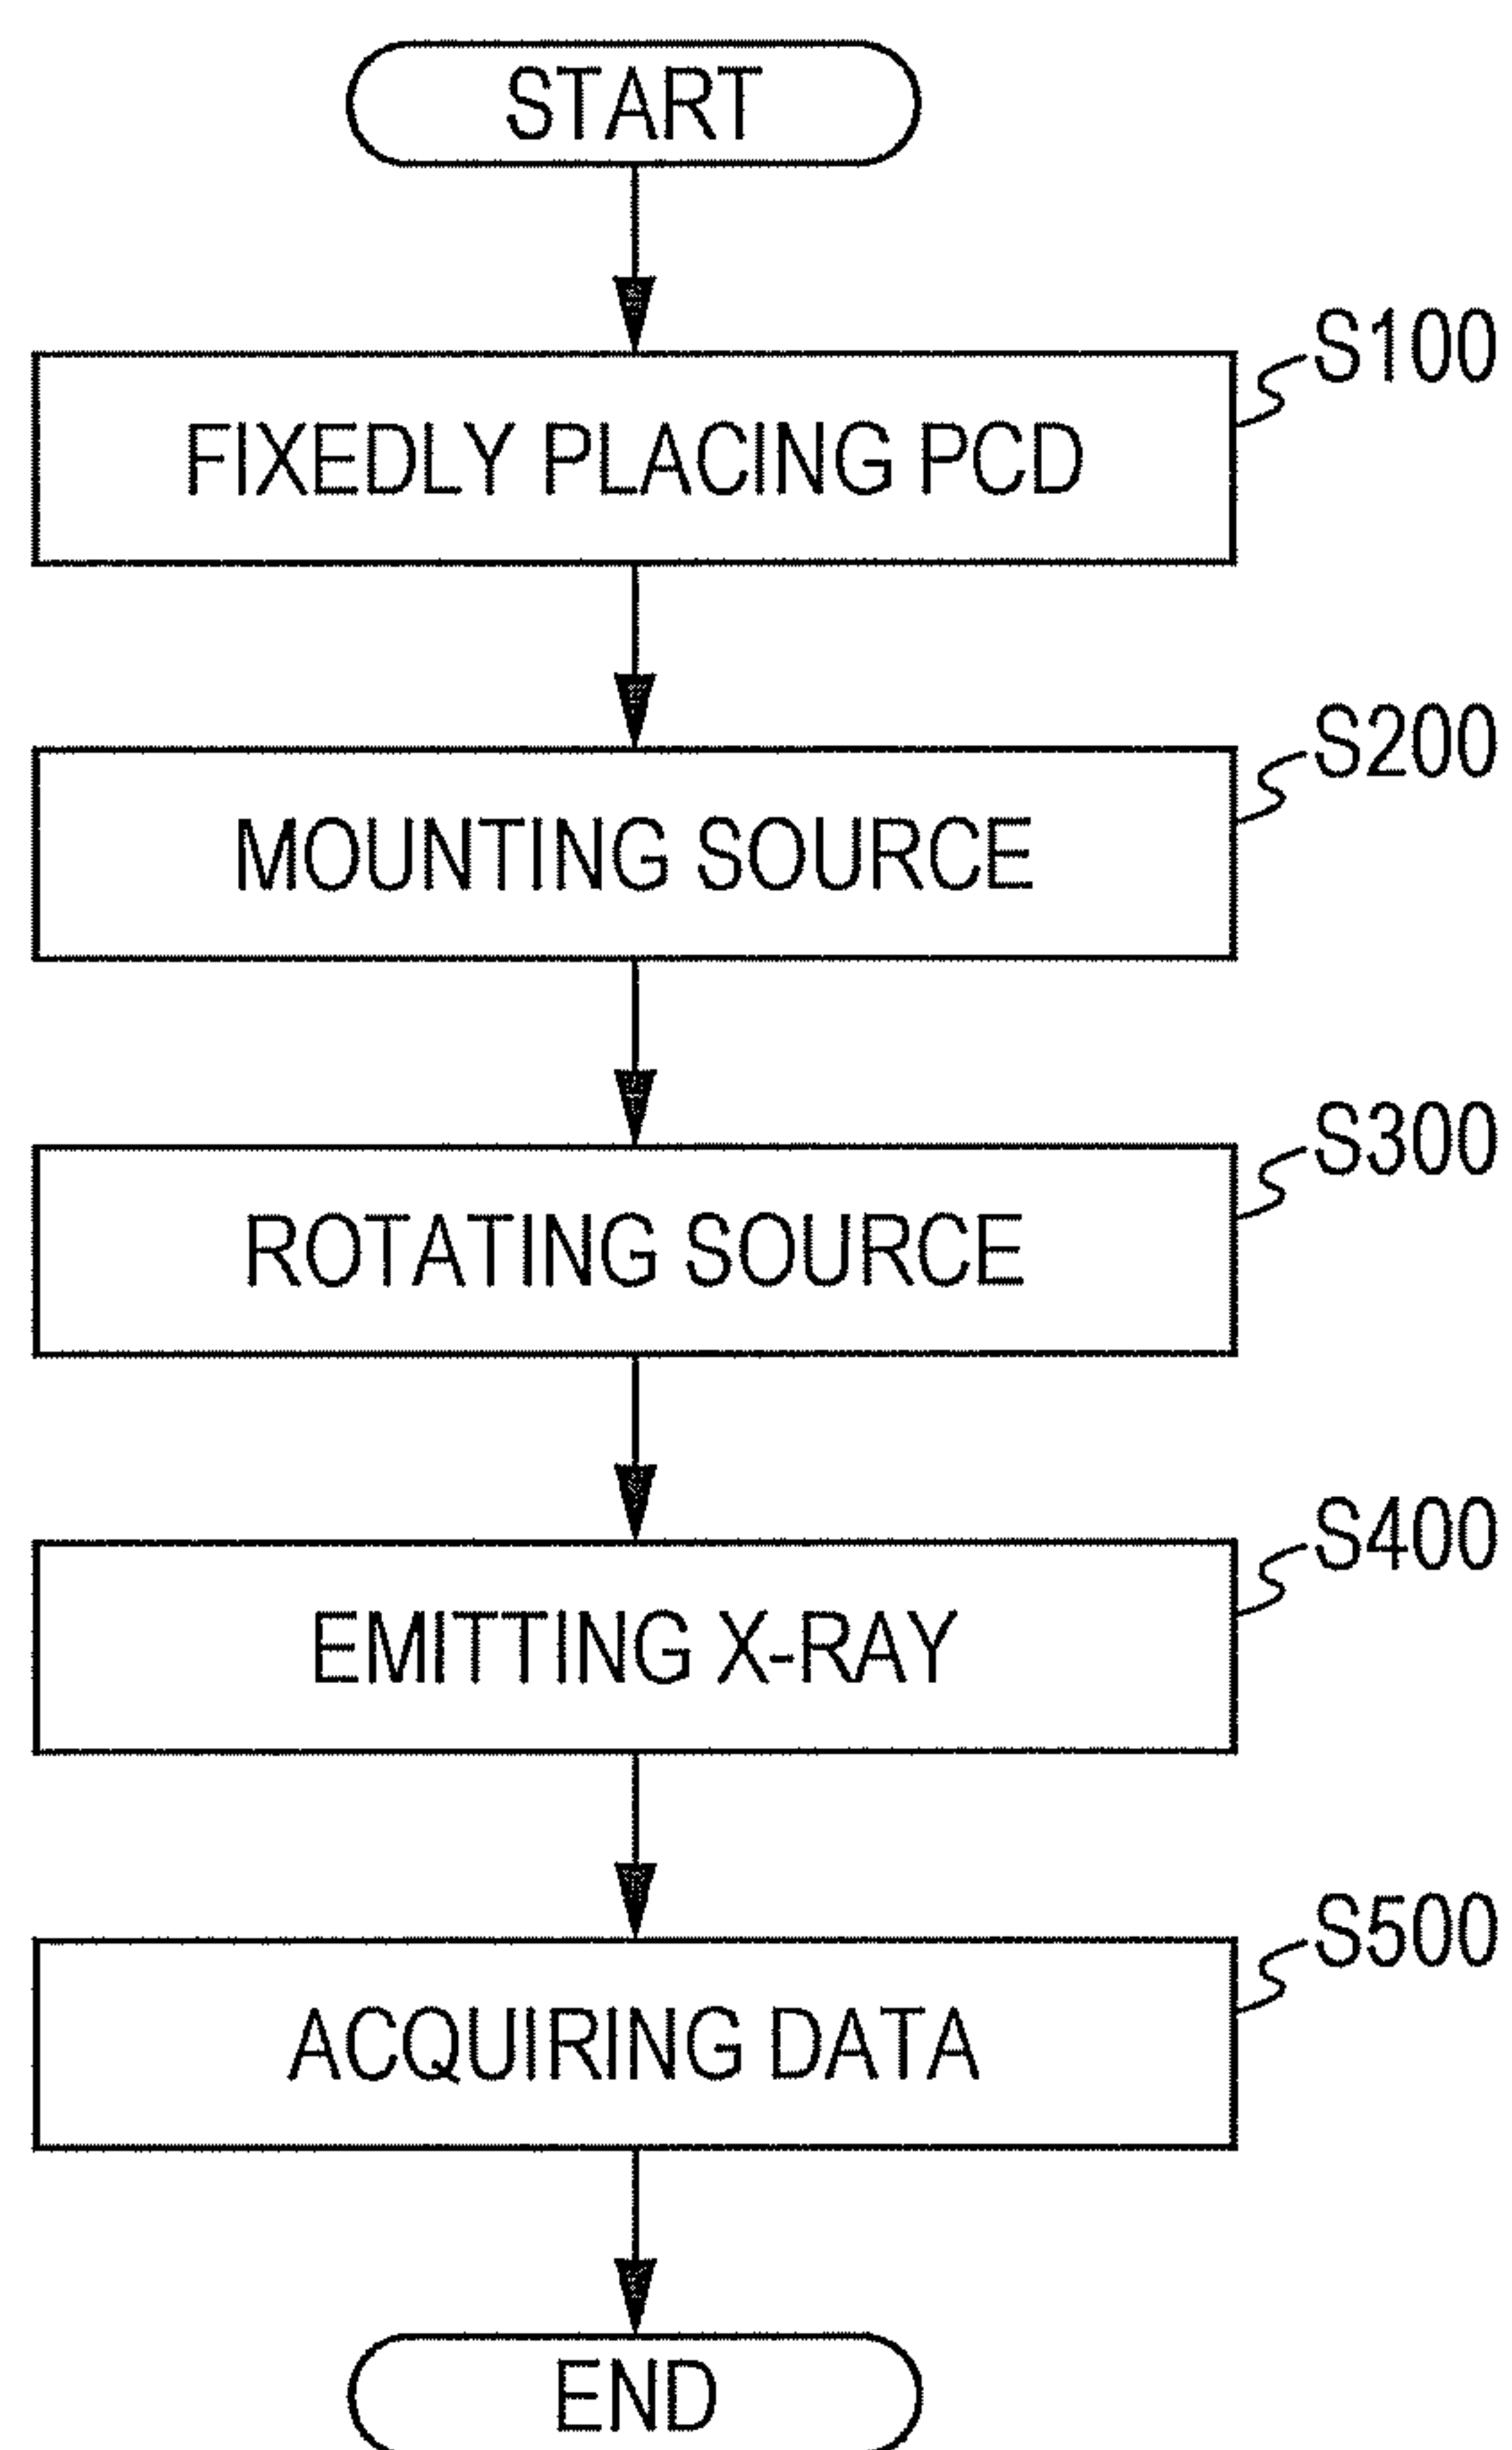 START
S100
FIXEDLY PLACING PCD
S200
MOUNTING SOURCE
S300
ROTATING SOURCE
S400
EMITTING X-RAY
S500
ACQUIRING DATA
END